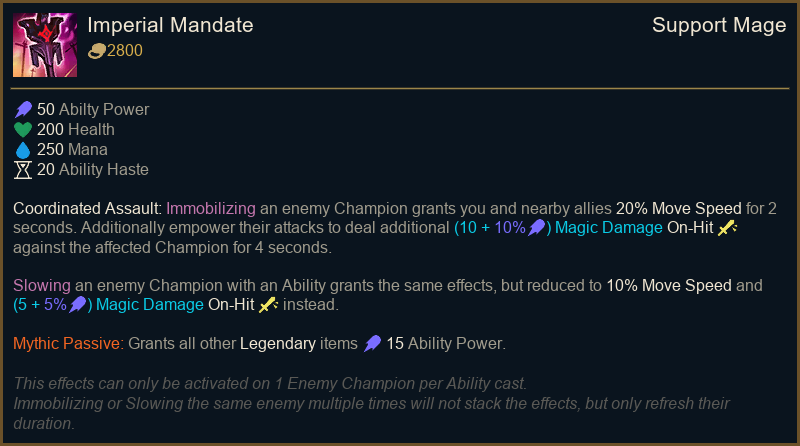 Imperial Mandate
Support Mage
2800
50 Abilty Power
200 Health
250 Mana
20 Ability Haste
Coordinated Assault: Immobilizing an enemy Champion grants you and nearby allies 20% Move Speed for 2
seconds. Additionally empower their attacks to deal additional (10 + 10%) Magic Damage On-Hit
against the affected Champion for 4 seconds.
Slowing an enemy Champion with an Ability grants the same effects, but reduced to 10% Move Speed and
(5 + 5%) Magic Damage On-Hit instead.
Mythic Passive: Grants all other Legendary items 15 Ability Power.
This effects can only be activated on 1 Enemy Champion per Ability cast.
Immobilizing or Slowing the same enemy multiple times will not stack the effects, but only refresh their
duration.